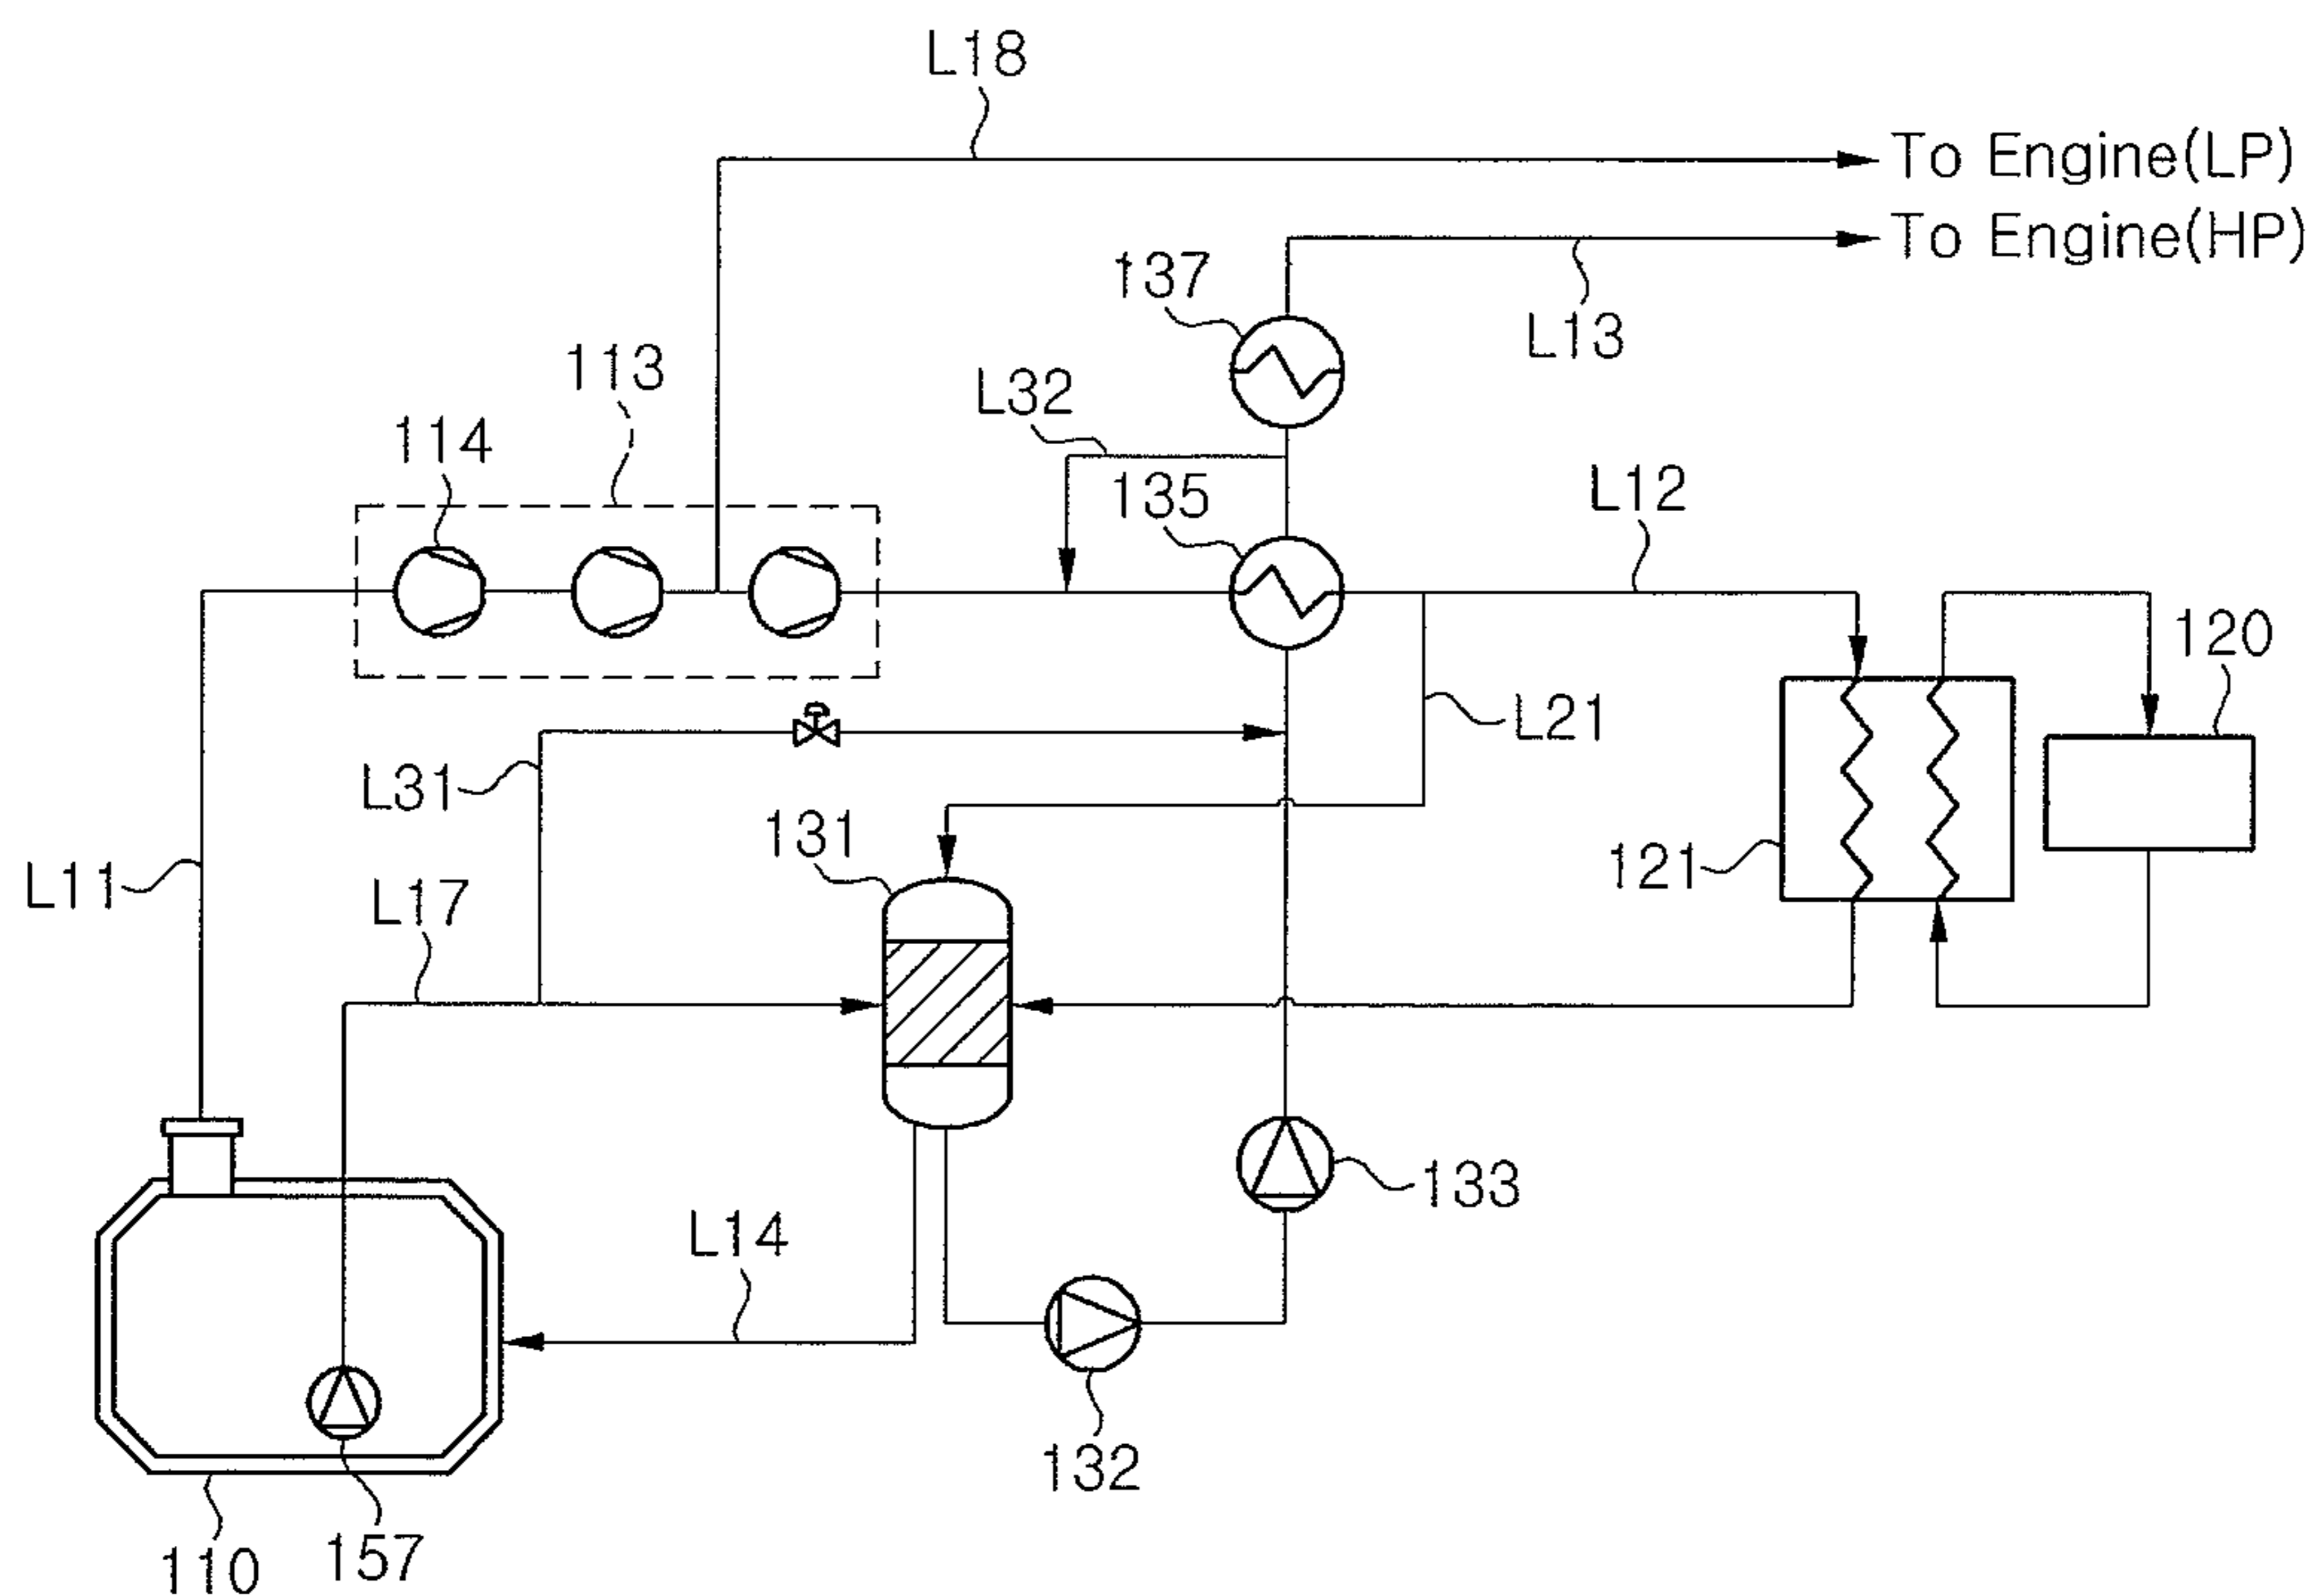 L18
To Engine(LP)
To Engine(HP)
137
L13
113
L32
114
135
L12
120
L21
L31
131
121
L11
L17
133
L14
132
157
110